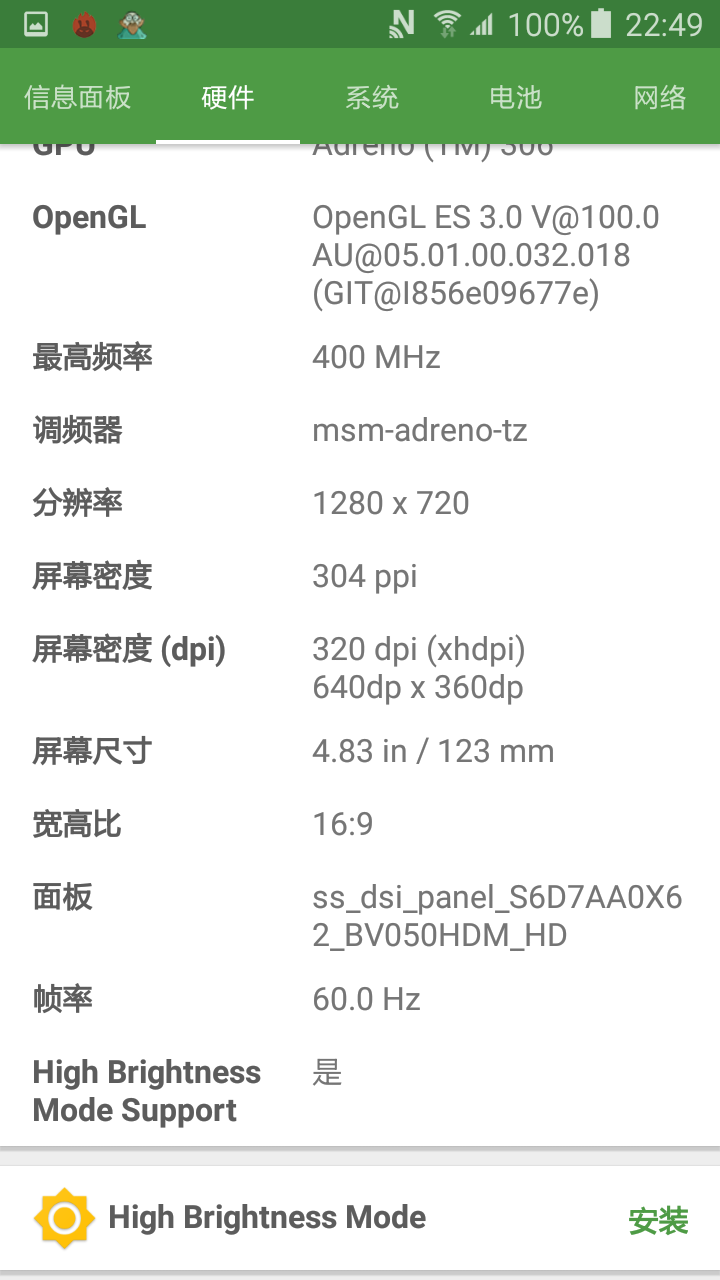 100% 22:49
信息面板 硬件 系统 电池 网络
GPU Adreno (TM) 306
OpenGL OpenGL ES 3.0 V@100.0
AU@05.01.00.032.018
(GIT@I856e09677e)
最高频率 400 MHz
调频器 msm-adreno-tz
分辨率 1280 x 720
屏幕密度 304 ppi
屏幕密度 (dpi) 320 dpi (xhdpi)
640dp x 360dp
屏幕尺寸 4.83 in / 123 mm
宽高比 16:9
面板 ss_dsi_panel_S6D7AA0X6
2_BV050HDM_HD
帧率 60.0 Hz
High Brightness 是
Mode Support
High Brightness Mode 安装